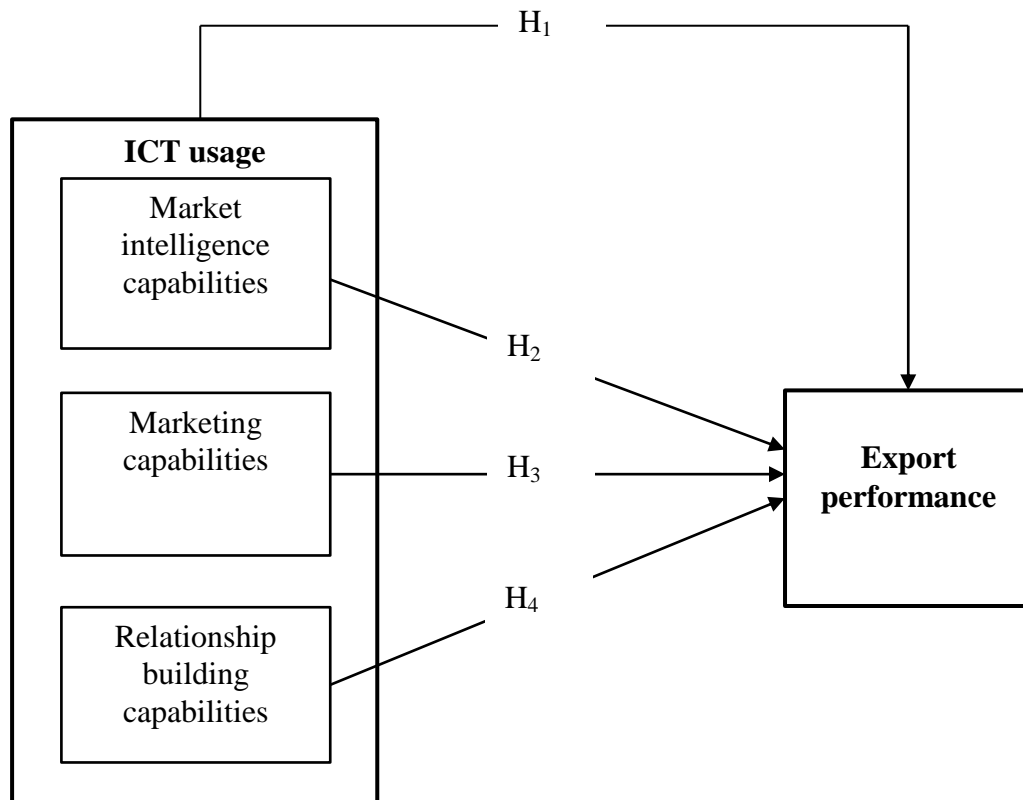 H₁
ICT usage
Market
intelligence
capabilities
H₂
Marketing
capabilities
H₃
Export
performance
H₄
Relationship
building
capabilities